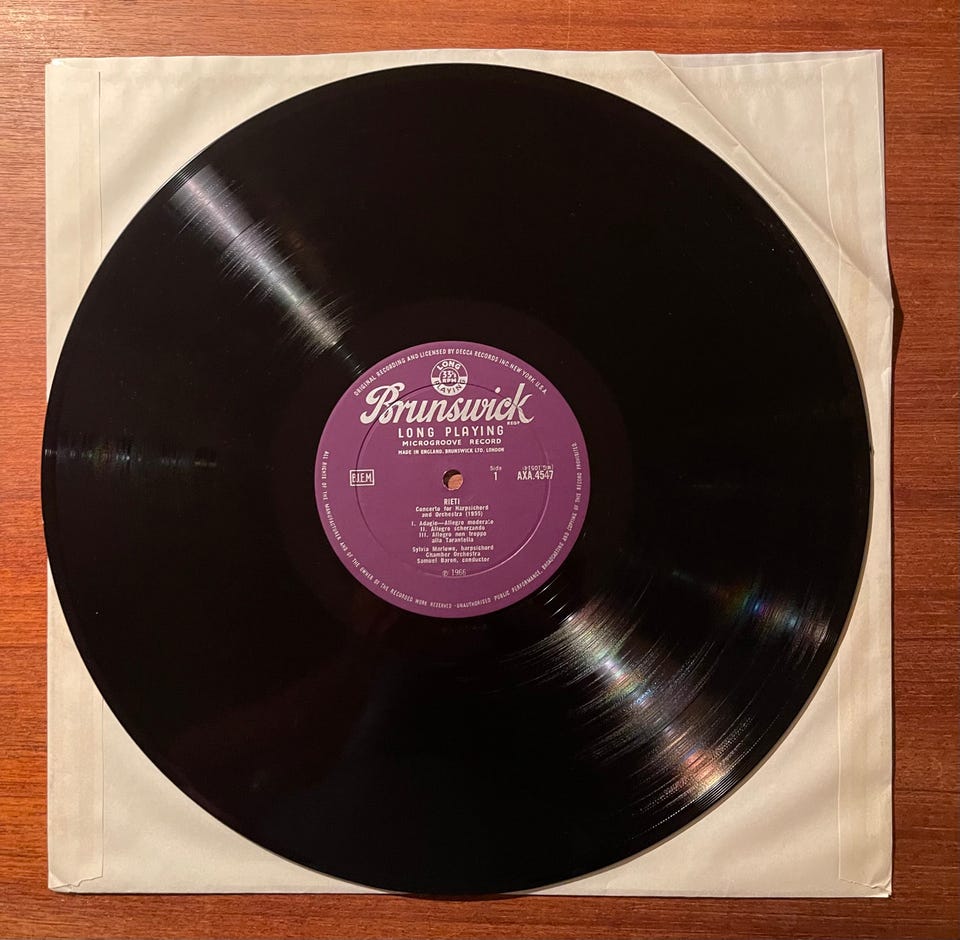 ORIGINAL RECORDING AND LICENSED BY DECCA RECORDS INC. NEW YORK U.S.A.
LONG
33⅓
RPM
PLAYING
Brunswick
REGD
LONG PLAYING
MICROGROOVE RECORD
MADE IN ENGLAND, BRUNSWICK LTD. LONDON
B.I.E.M.
Side
1
AXA.4547
RIETI
Concerto for Harpsichord
and Orchestra (1955)
I. Adagio—Allegro moderato
II. Allegro scherzando
III. Allegro non troppo
alla Tarantella
Sylvia Marlowe, harpsichord
Chamber Orchestra
Samuel Baron, conductor
℗ 1966
ALL RIGHTS OF THE MANUFACTURER AND OF THE OWNER OF THE RECORDED WORK RESERVED · UNAUTHORISED PUBLIC PERFORMANCE, BROADCASTING AND COPYING OF THIS RECORD PROHIBITED